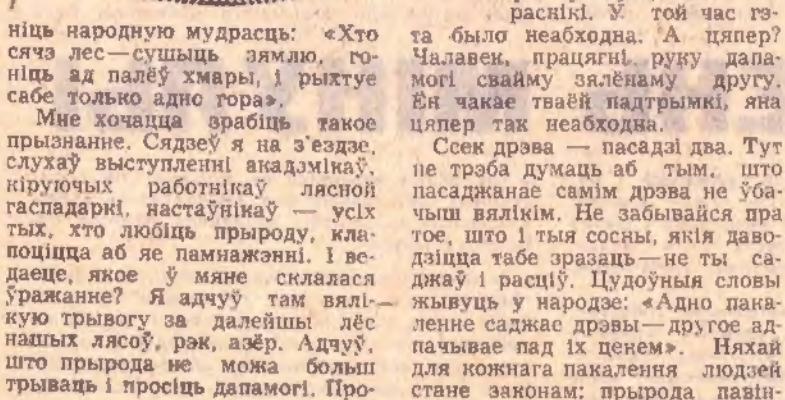 ніць народную мудрасць: «Хто
сячэ лес—сушыць зямлю, го-
ніць ад палёў хмары, і рыхтуе
сабе только адно гора».
Мне хочацца зрабіць такое
прызнанне. Сядзеў я на з'ездзе,
слухаў выступленні акадэмікаў,
кіруючых работнікаў лясной
гаспадаркі, настаўнікаў — усіх
тых, хто любіць прыроду, кла-
поціцца аб яе памнажэнні. І ве-
даеце, якое ў мяне склалася
ўражанне? Я адчуў там вялі-
кую трывогу за далейшы лёс
нашых лясоў, рэк, азёр. Адчуў,
што прырода не можа больш
трываць і просіць дапамогі. Про-
раснікі. У той час гэ-
та было неабходна. А цяпер?
Чалавек, працягні руку дапа-
могі свайму зялёнаму другу.
Ён чакае тваёй падтрымкі, яна
цяпер так неабходна.
Ссек дрэва — пасадзі два. Тут
не трэба думаць аб тым, што
пасаджанае самім дрэва не ўба-
чыш вялікім. Не забывайся пра
тое, што і тыя сосны, якія даво-
дзіцца табе зразаць—не ты са-
джаў і расціў. Цудоўныя словы
жывуць у народзе: «Адно пака-
ленне саджае дрэвы—другое ад-
пачывае пад іх ценем». Няхай
для кожнага пакалення людзей
стане законам: прырода павін-